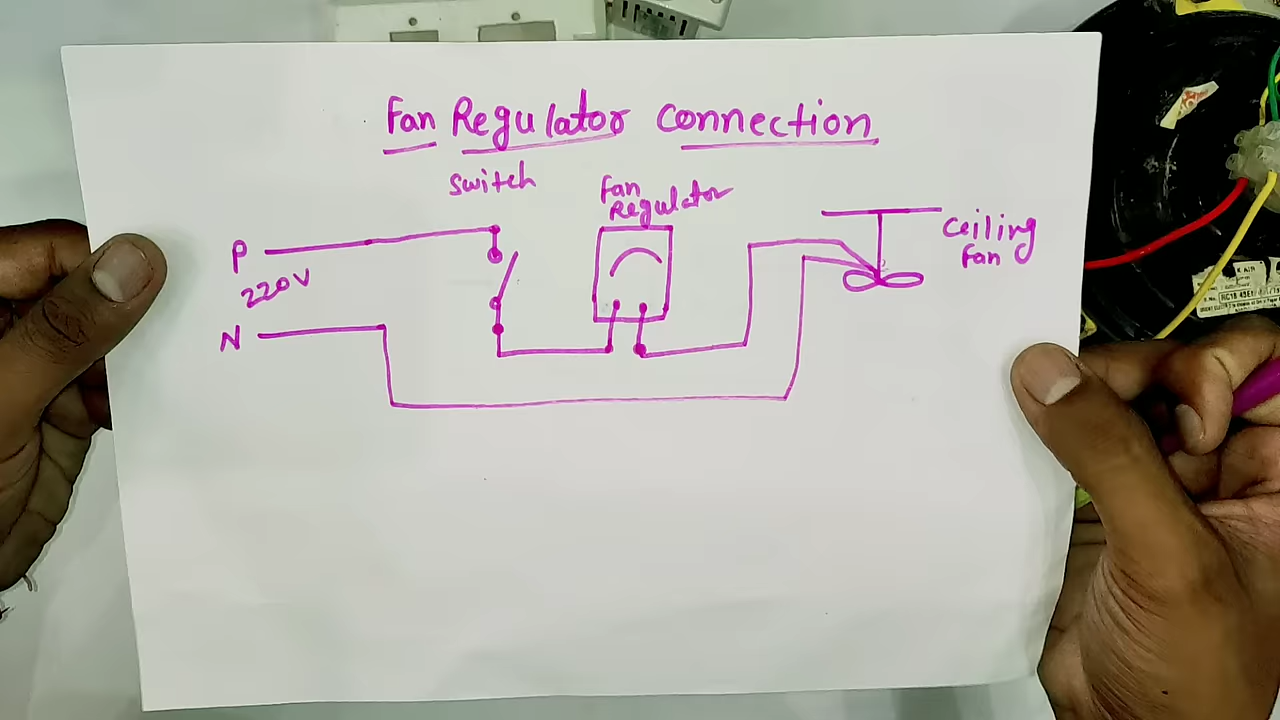 Fan Regulator Connection
Switch
Fan
Regulator
Ceiling
Fan
P
220V
N